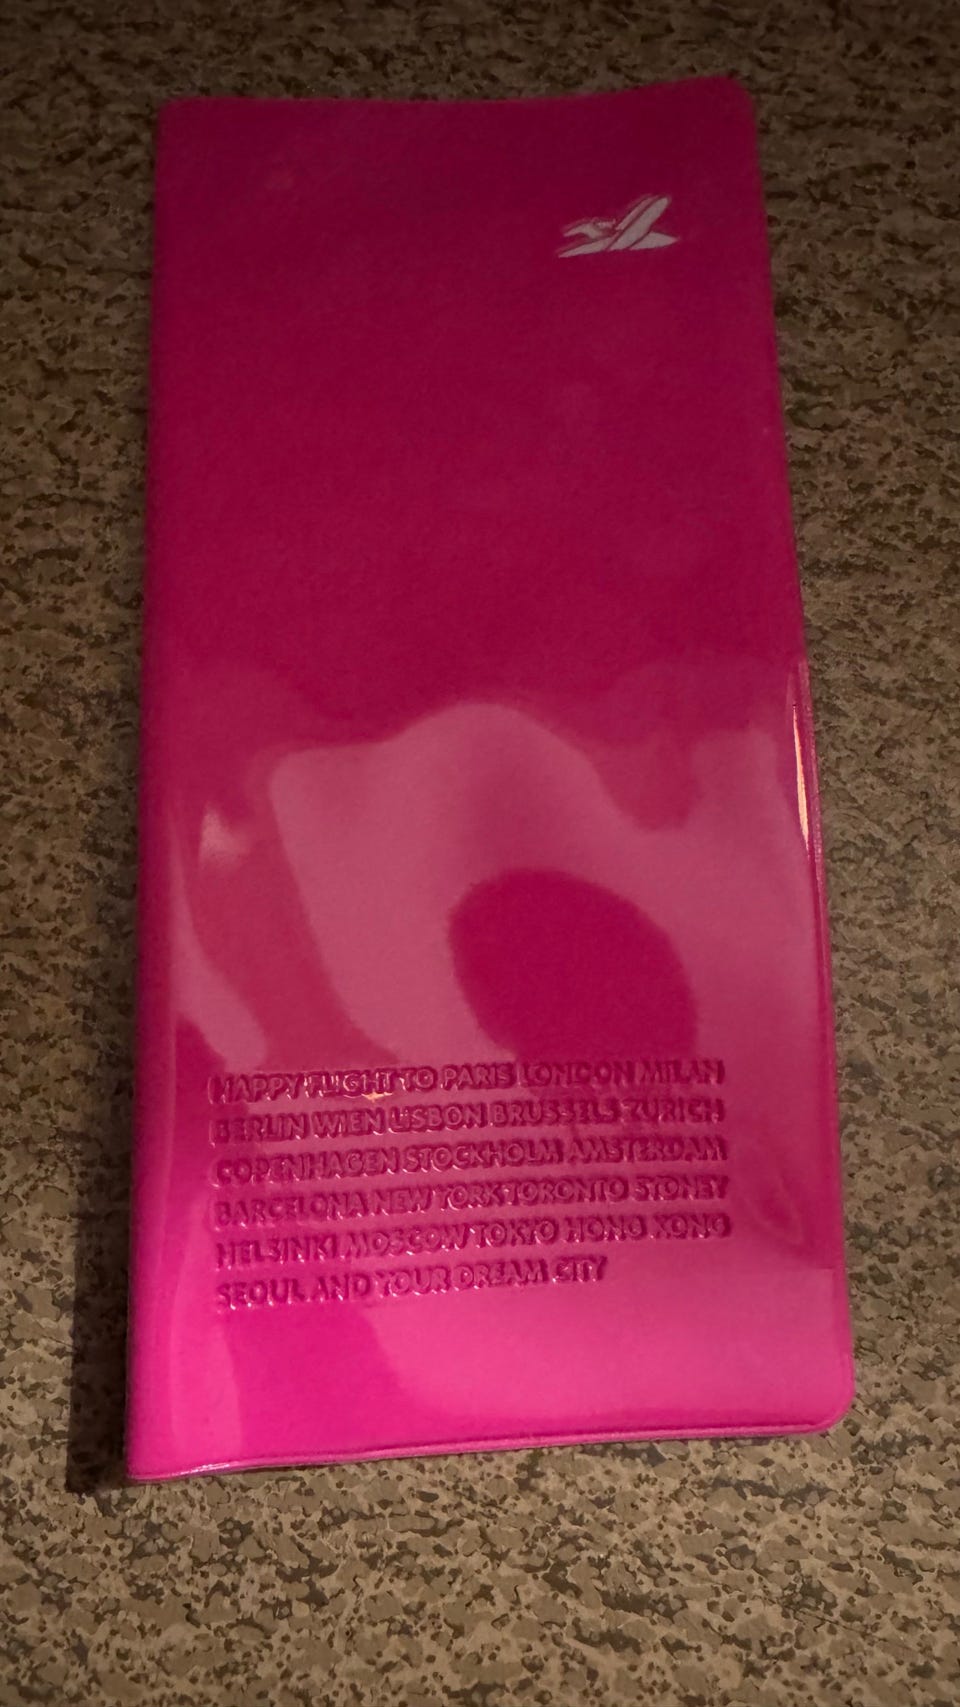 HAPPY FLIGHT TO PARIS LONDON MILAN
BERLIN WIEN LISBON BRUSSELS ZURICH
COPENHAGEN STOCKHOLM AMSTERDAM
BARCELONA NEW YORK TORONTO SYDNEY
HELSINKI MOSCOW TOKYO HONG KONG
SEOUL AND YOUR DREAM CITY